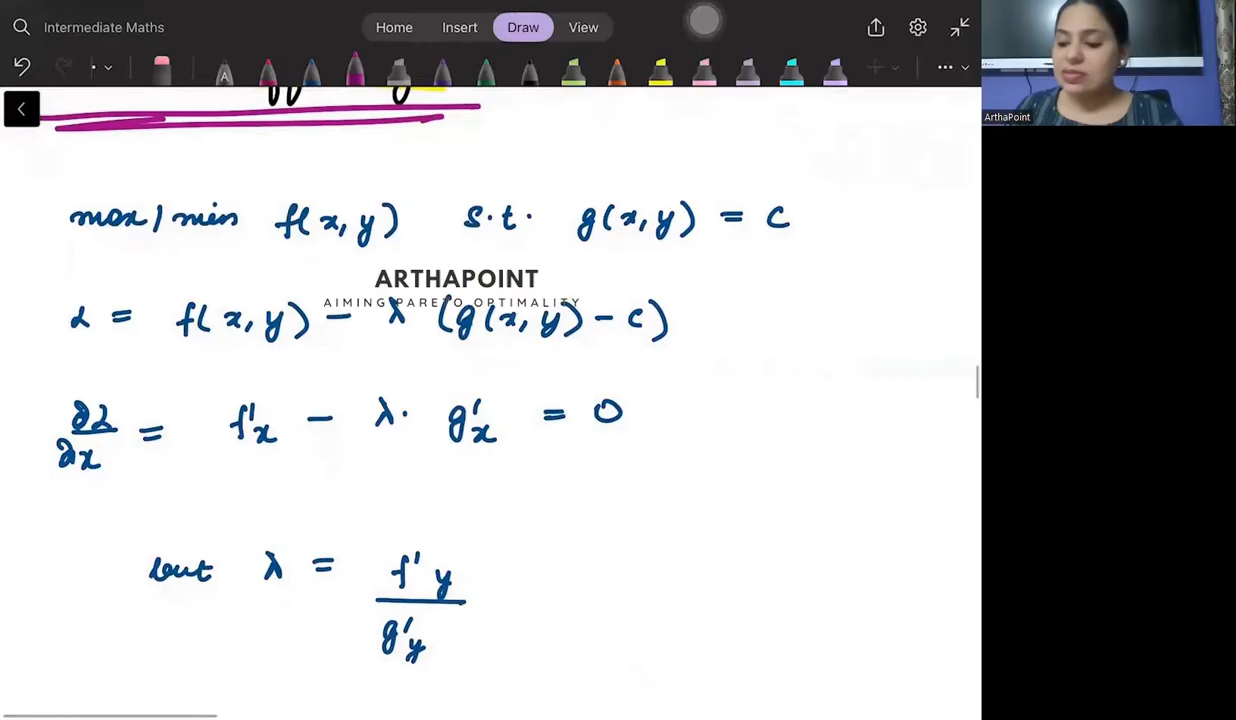 Intermediate Maths Home Insert Draw View
A
ArthaPoint
max/min f(x, y) s.t. g(x, y) = c
ARTHAPOINT
AIMING PARETO OPTIMALITY
ℒ = f(x, y) - λ (g(x, y) - c)
∂ℒ/∂x = f'x - λ. g'x = 0
but λ = f'y / g'y